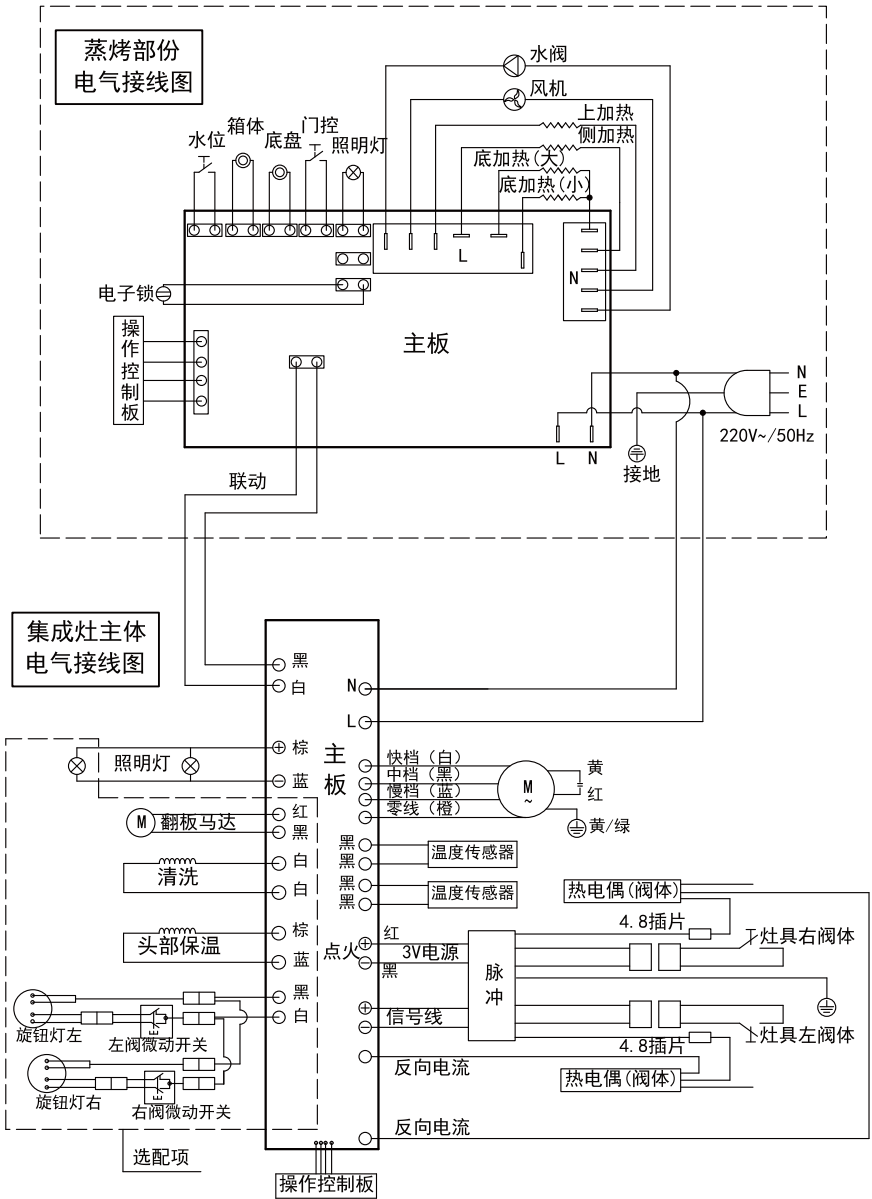 蒸烤部份
电气接线图
水阀
风机
上加热
侧加热
底加热(大)
底加热(小)
水位
箱体
底盘
门控
照明灯
L
N
电子锁
操作控制板
主板
N
E
L
220V~/50Hz
L
N
接地
联动
集成灶主体
电气接线图
黑
白
N
L
棕
蓝
照明灯
主板
快档（白）
中档（黑）
慢档（蓝）
零线（橙）
M
~
黄
红
黄/绿
M
翻板马达
红
黑
清洗
白
白
黑
黑
温度传感器
黑
黑
温度传感器
热电偶(阀体)
头部保温
棕
蓝
点火
红
3V电源
黑
脉冲
4.8插片
灶具右阀体
信号线
灶具左阀体
4.8插片
反向电流
热电偶(阀体)
黑
白
旋钮灯左
左阀微动开关
旋钮灯右
右阀微动开关
反向电流
选配项
操作控制板